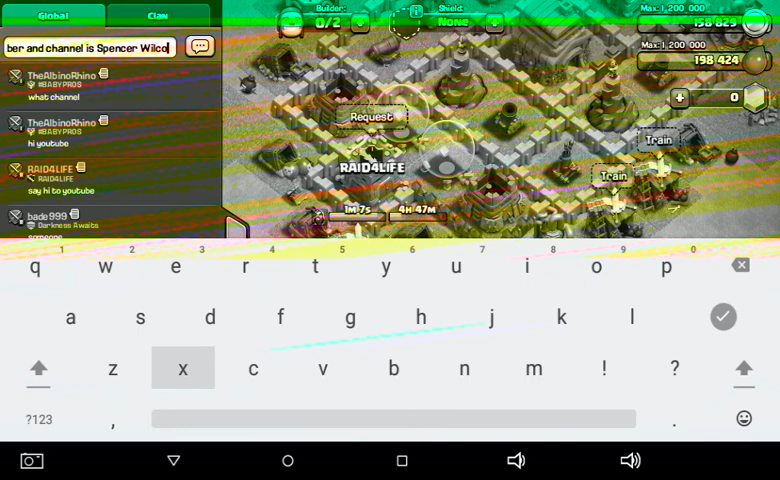 Global
Clan
ber and channel is Spencer Wilco
TheAlbinoRhino
#BABYPROS
what channel
TheAlbinoRhino
#BABYPROS
hi youtube
RAID4LIFE
RAID4LIFE
say hi to youtube
bade999
Darkness Awaits
Builder:
0/2
Shield:
None
Max: 1 200 000
158 829
Max: 1 200 000
198 424
0
Request
RAID4LIFE
Train
Train
1M 7s
4H 47M
1 2 3 4 5 6 7 8 9 0
q w e r t y u i o p
a s d f g h j k l
z x c v b n m ! ?
?123 , .